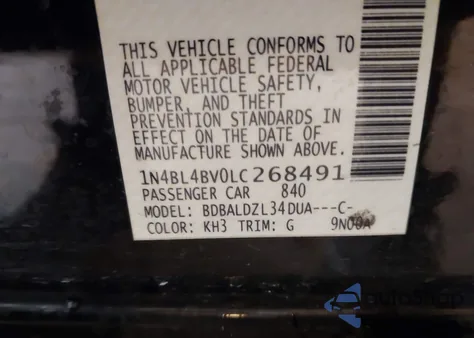 THIS VEHICLE CONFORMS TO
ALL APPLICABLE FEDERAL
MOTOR VEHICLE SAFETY,
BUMPER, AND THEFT
PREVENTION STANDARDS IN
EFFECT ON THE DATE OF
MANUFACTURE SHOWN ABOVE.
1N4BL4BV0LC268491
PASSENGER CAR 840
MODEL: BDBALDZL34DUA---C-
COLOR: KH3 TRIM: G 9N00A
AutoShop